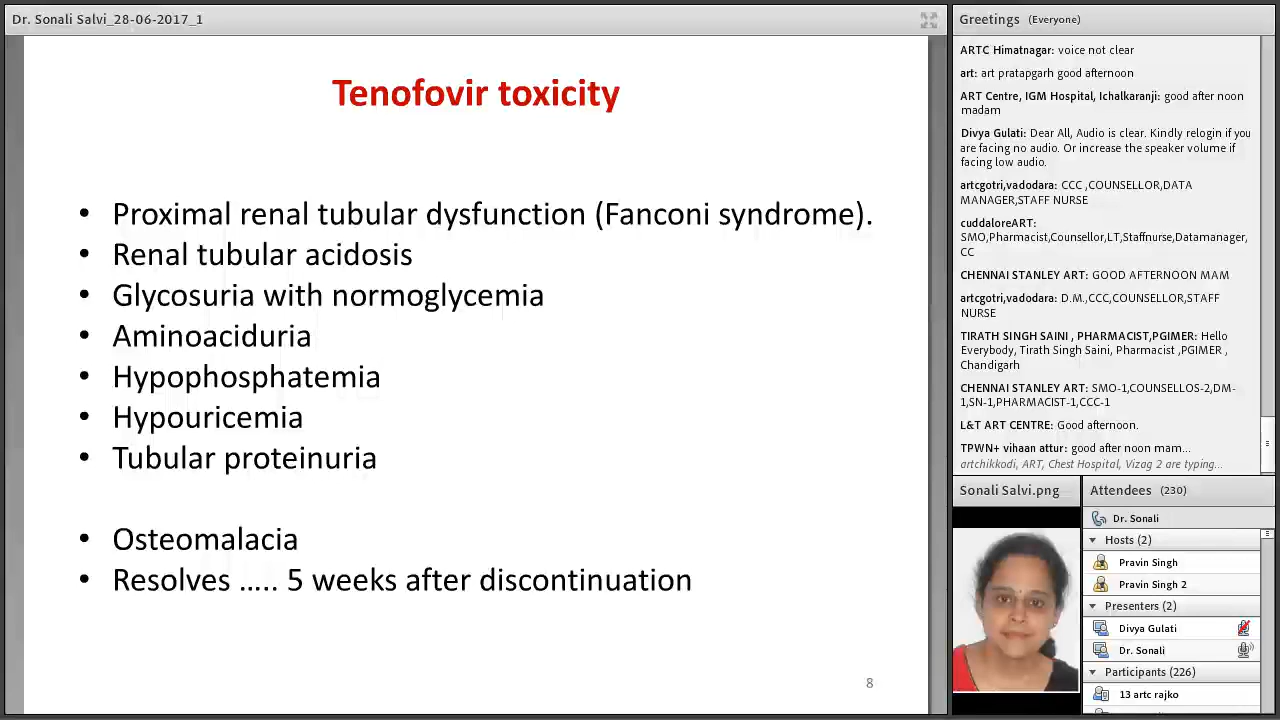 Dr. Sonali Salvi_28-06-2017_1
Tenofovir toxicity
• Proximal renal tubular dysfunction (Fanconi syndrome).
• Renal tubular acidosis
• Glycosuria with normoglycemia
• Aminoaciduria
• Hypophosphatemia
• Hypouricemia
• Tubular proteinuria
• Osteomalacia
• Resolves ..... 5 weeks after discontinuation
8
Greetings (Everyone)
ARTC Himatnagar: voice not clear
art: art pratapgarh good afternoon
ART Centre, IGM Hospital, Ichalkaranji: good after noon
madam
Divya Gulati: Dear All, Audio is clear. Kindly relogin if you
are facing no audio. Or increase the speaker volume if
facing low audio.
artcgotri,vadodara: CCC ,COUNSELLOR,DATA
MANAGER,STAFF NURSE
cuddaloreART:
SMO,Pharmacist,Counsellor,LT,Staffnurse,Datamanager,
CC
CHENNAI STANLEY ART: GOOD AFTERNOON MAM
artcgotri,vadodara: D.M.,CCC,COUNSELLOR,STAFF
NURSE
TIRATH SINGH SAINI , PHARMACIST,PGIMER: Hello
Everybody, Tirath Singh Saini, Pharmacist ,PGIMER ,
Chandigarh
CHENNAI STANLEY ART: SMO-1,COUNSELLOS-2,DM-
1,SN-1,PHARMACIST-1,CCC-1
L&T ART CENTRE: Good afternoon.
TPWN+ vihaan attur: good after noon mam...
artchikkodi, ART, Chest Hospital, Vizag 2 are typing...
Sonali Salvi.png
Attendees (230)
Dr. Sonali
Hosts (2)
Pravin Singh
Pravin Singh 2
Presenters (2)
Divya Gulati
Dr. Sonali
Participants (226)
13 artc rajko